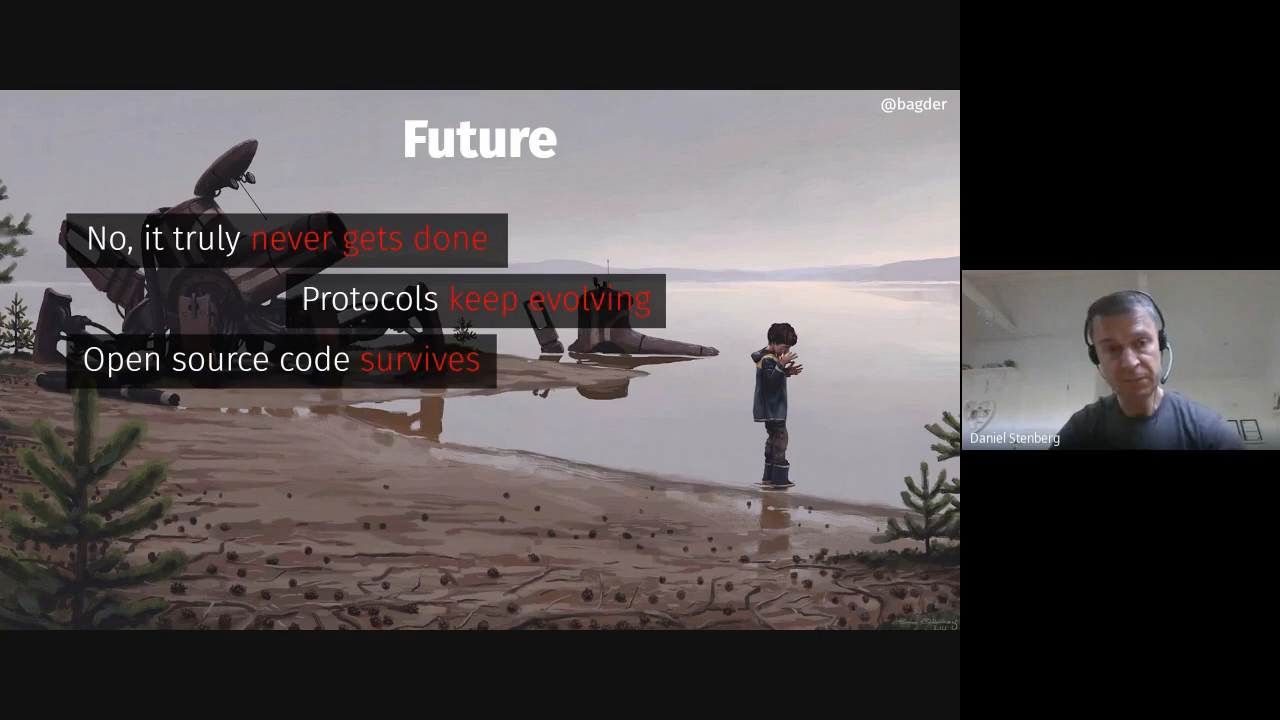 @bagder
Future
No, it truly never gets done
Protocols keep evolving
Open source code survives
Daniel Stenberg